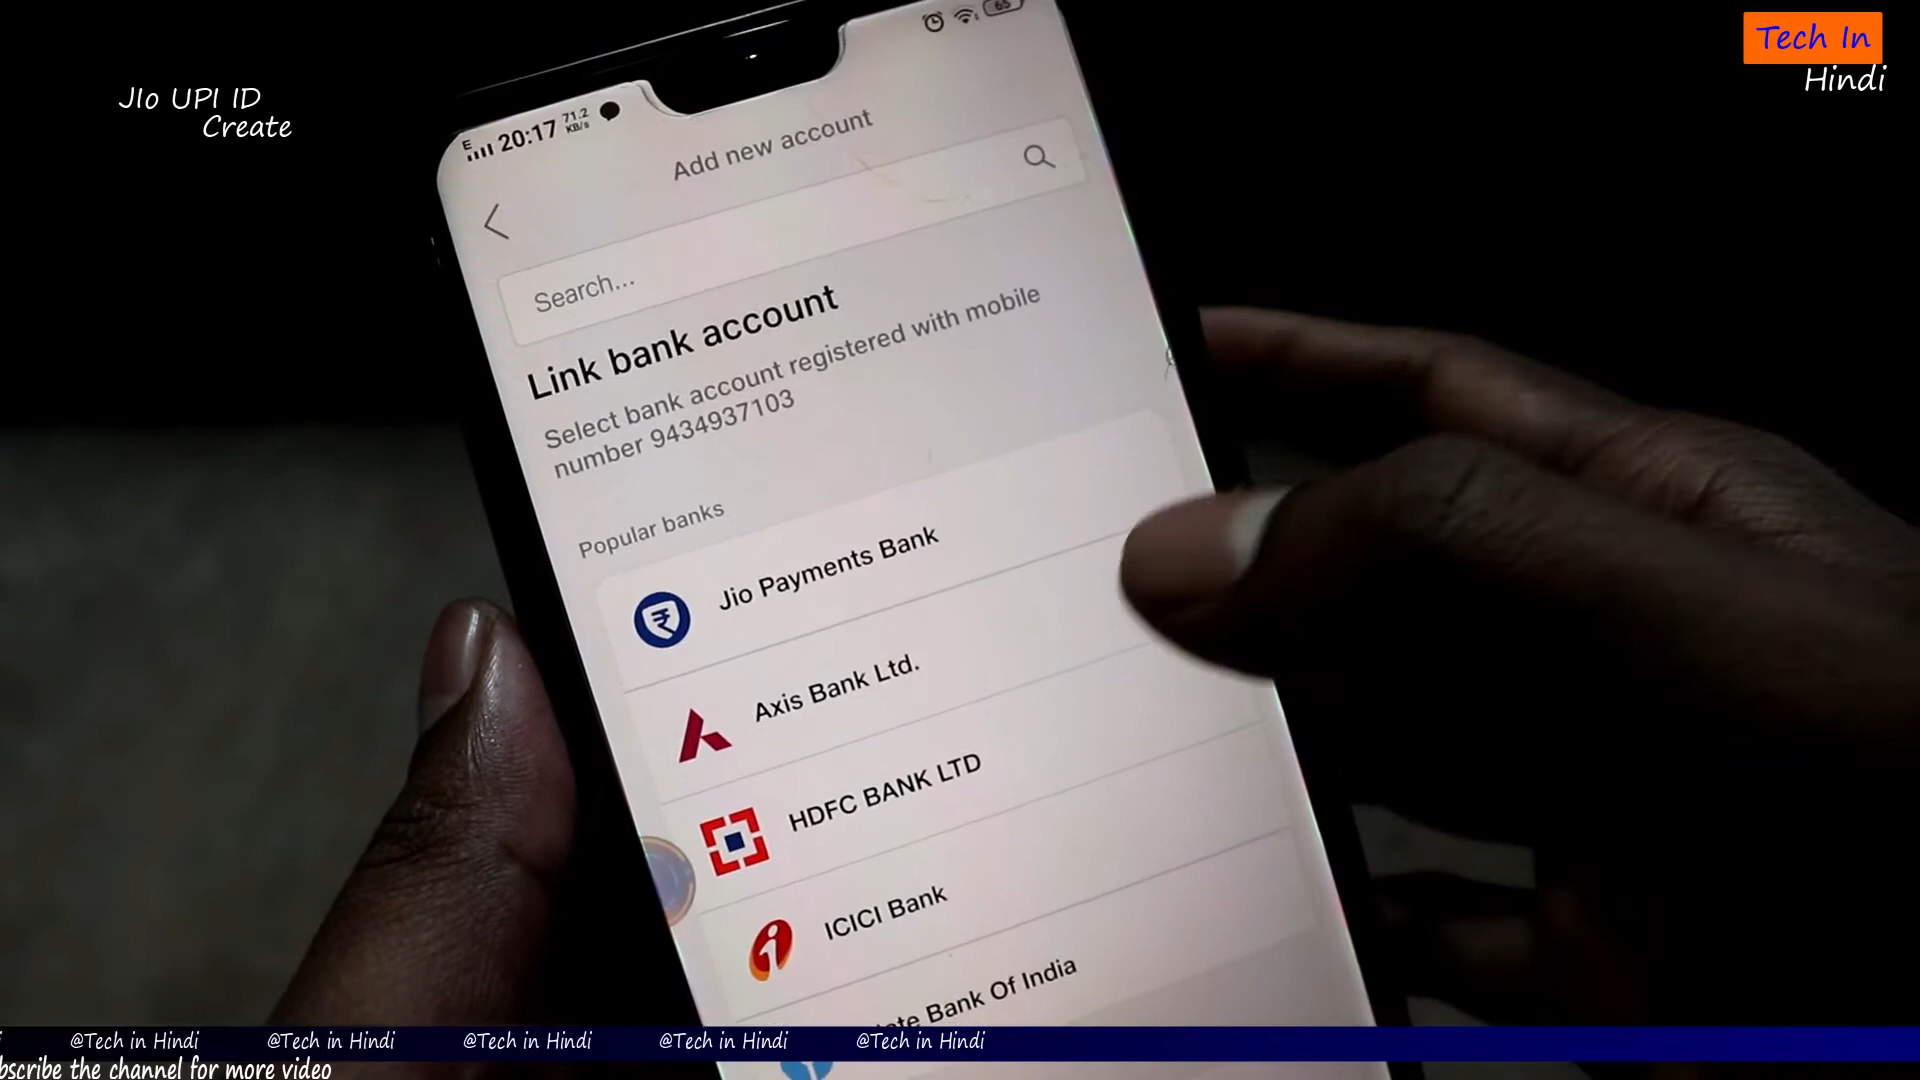 Tech In
Hindi
JIo UPI ID
Create
E 20:17 71.2 KB/s
65
Add new account
Search...
Link bank account
Select bank account registered with mobile
number 9434937103
Popular banks
Jio Payments Bank
Axis Bank Ltd.
HDFC BANK LTD
ICICI Bank
ate Bank Of India
@Tech in Hindi @Tech in Hindi @Tech in Hindi @Tech in Hindi @Tech in Hindi
bscribe the channel for more video